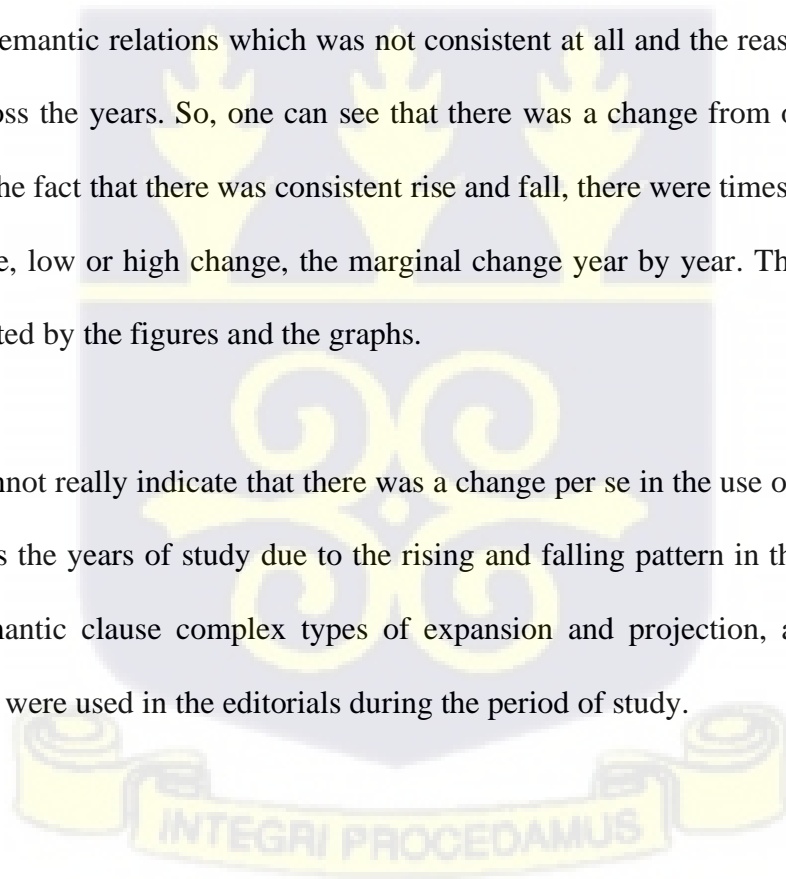 emantic relations which was not consistent at all and the reas
oss the years. So, one can see that there was a change from
he fact that there was consistent rise and fall, there were times
e, low or high change, the marginal change year by year. Th
ted by the figures and the graphs.
nnot really indicate that there was a change per se in the use o
s the years of study due to the rising and falling pattern in th
nantic clause complex types of expansion and projection, a
were used in the editorials during the period of study.
INTEGRI PROCEDAMUS